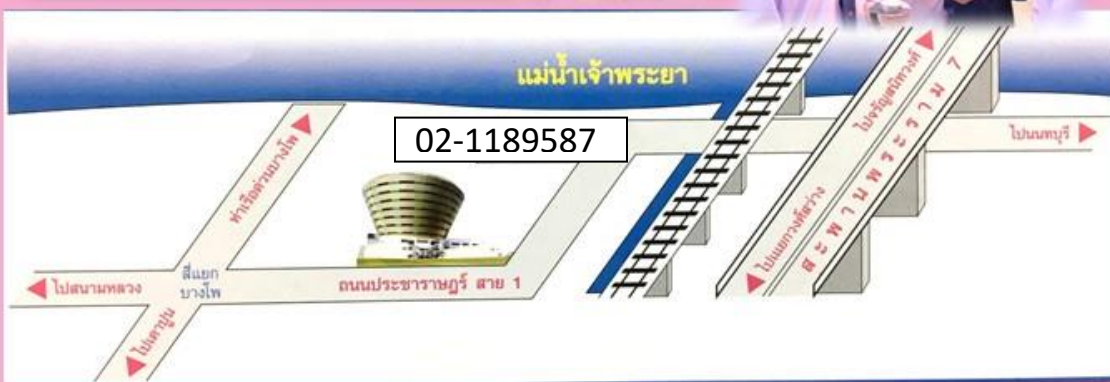 แม่น้ำเจ้าพระยา
02-1189587
ท่าเรือด่วนบางโพ
ไปจรัญสนิทวงศ์
ไปนนทบุรี
ไปแยกวงศ์สว่าง
สะพานพระราม 7
ไปสนามหลวง
สี่แยก
บางโพ
ถนนประชาราษฎร์ สาย 1
ไปเตาปูน